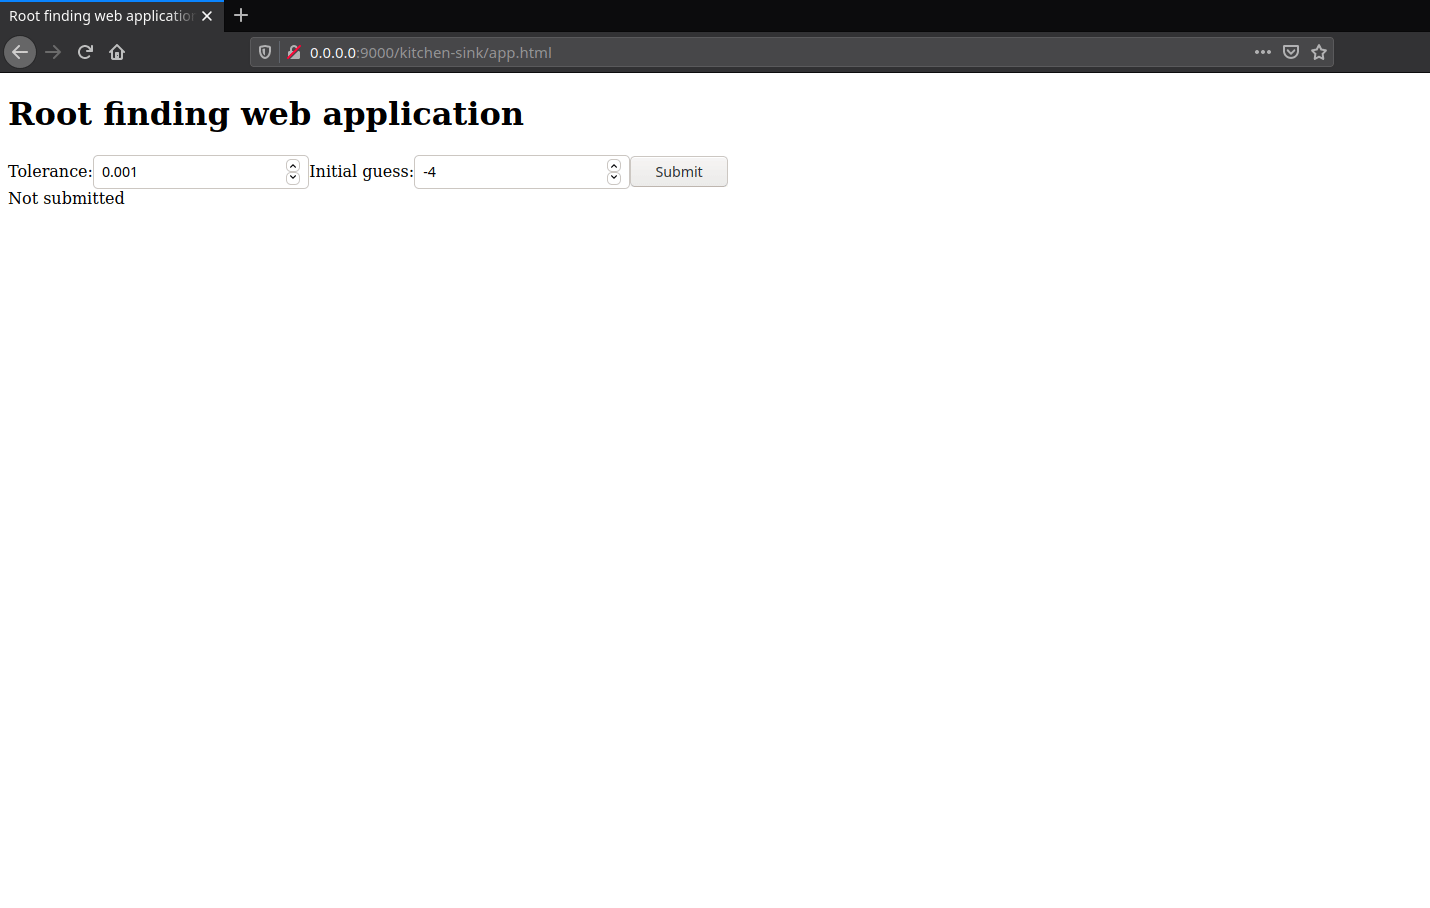 Root finding web application
0.0.0.0:9000/kitchen-sink/app.html
Root finding web application
Tolerance: 0.001 Initial guess: -4 Submit
Not submitted